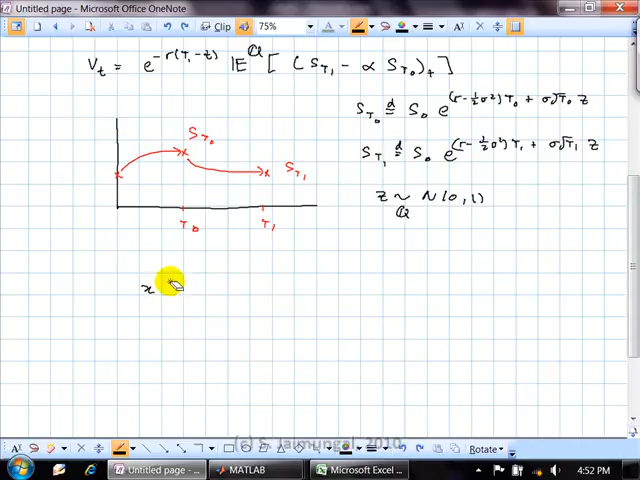 Untitled page - Microsoft Office OneNote
Clip 75%
V_t = e^{-r(T_1-t)} 𝔼^ℚ [ ( S_{T_1} - α S_{T_0} )_+ ]
S_{T_0} =^d S_0 e^{(r-½σ²)T_0 + σ√T_0 Z}
S_{T_0}
S_{T_1} =^d S_0 e^{(r-½σ²)T_1 + σ√T_1 Z}
S_{T_1}
Z ~_ℚ N(0,1)
T_0 T_1
x
(c) S. Jaimungal, 2010
Rotate
Untitled page - ... MATLAB Microsoft Excel ... 4:52 PM